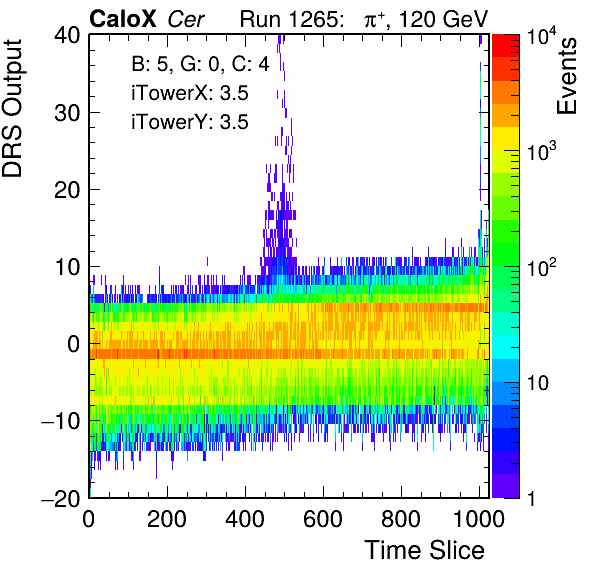 CaloX Cer Run 1265: π⁺, 120 GeV
B: 5, G: 0, C: 4
iTowerX: 3.5
iTowerY: 3.5
DRS Output
40
30
20
10
0
−10
−20
0 200 400 600 800 1000
Time Slice
Events
10⁴
10³
10²
10
1